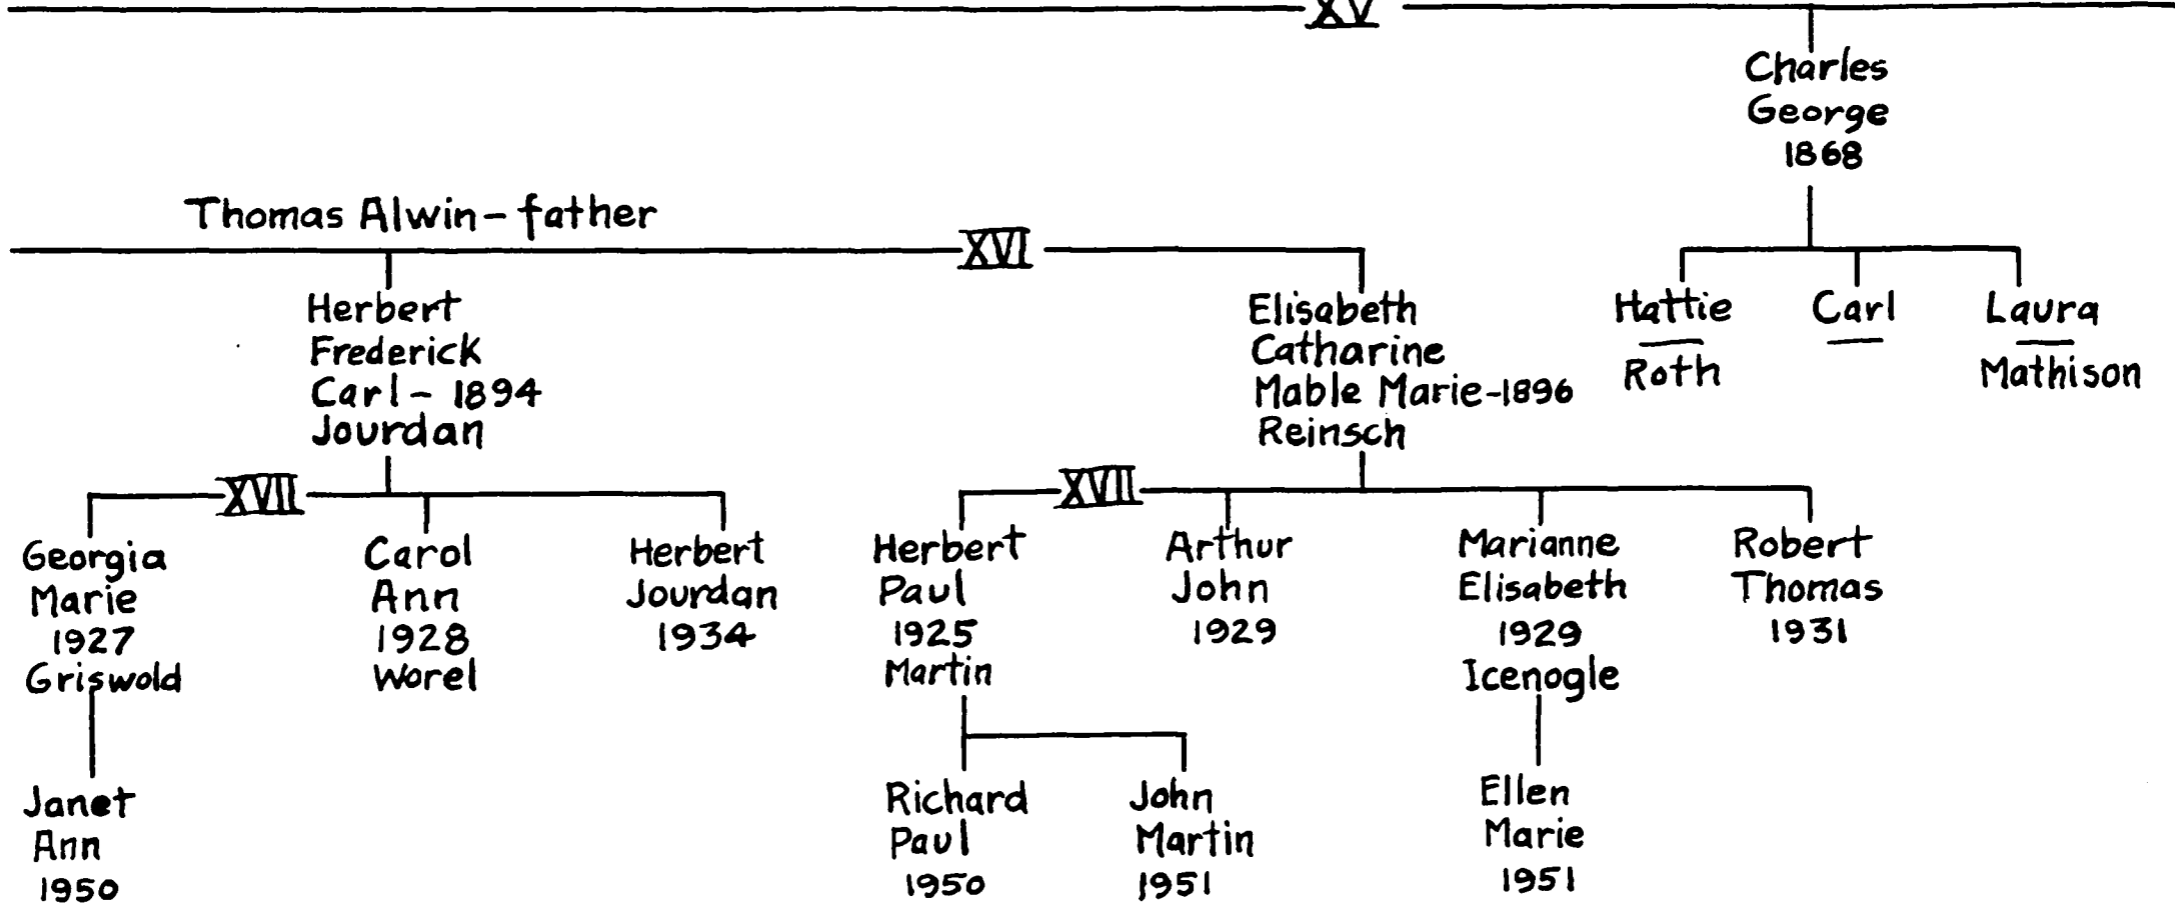 XV
Charles
George
1868
Thomas Alwin - father
XVI
Herbert
Frederick
Carl - 1894
Jourdan
Elisabeth
Catharine
Mable Marie-1896
Reinsch
Hattie
Roth
Carl
Laura
Mathison
XVII
Georgia
Marie
1927
Griswold
Carol
Ann
1928
Worel
Herbert
Jourdan
1934
XVII
Herbert
Paul
1925
Martin
Arthur
John
1929
Marianne
Elisabeth
1929
Icenogle
Robert
Thomas
1931
Janet
Ann
1950
Richard
Paul
1950
John
Martin
1951
Ellen
Marie
1951